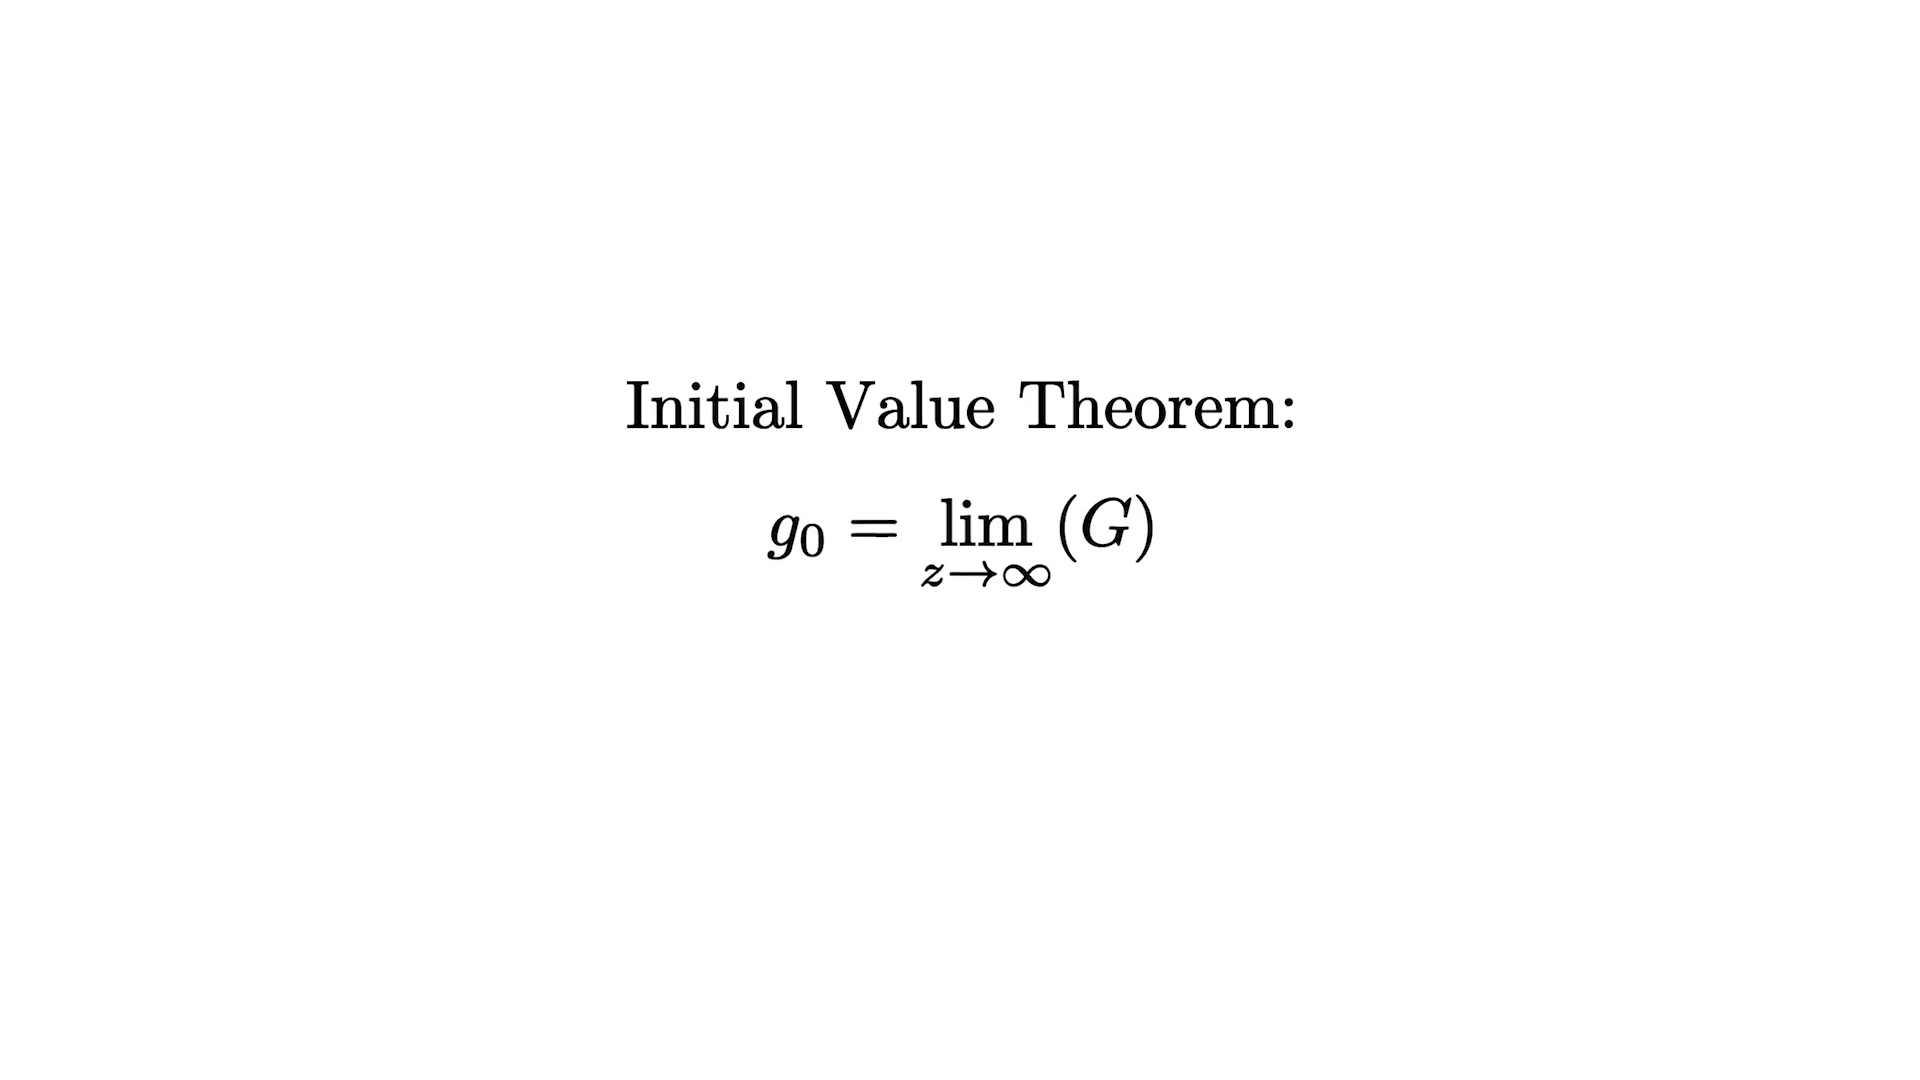 Initial Value Theorem:
g₀ = lim (G)
z→∞